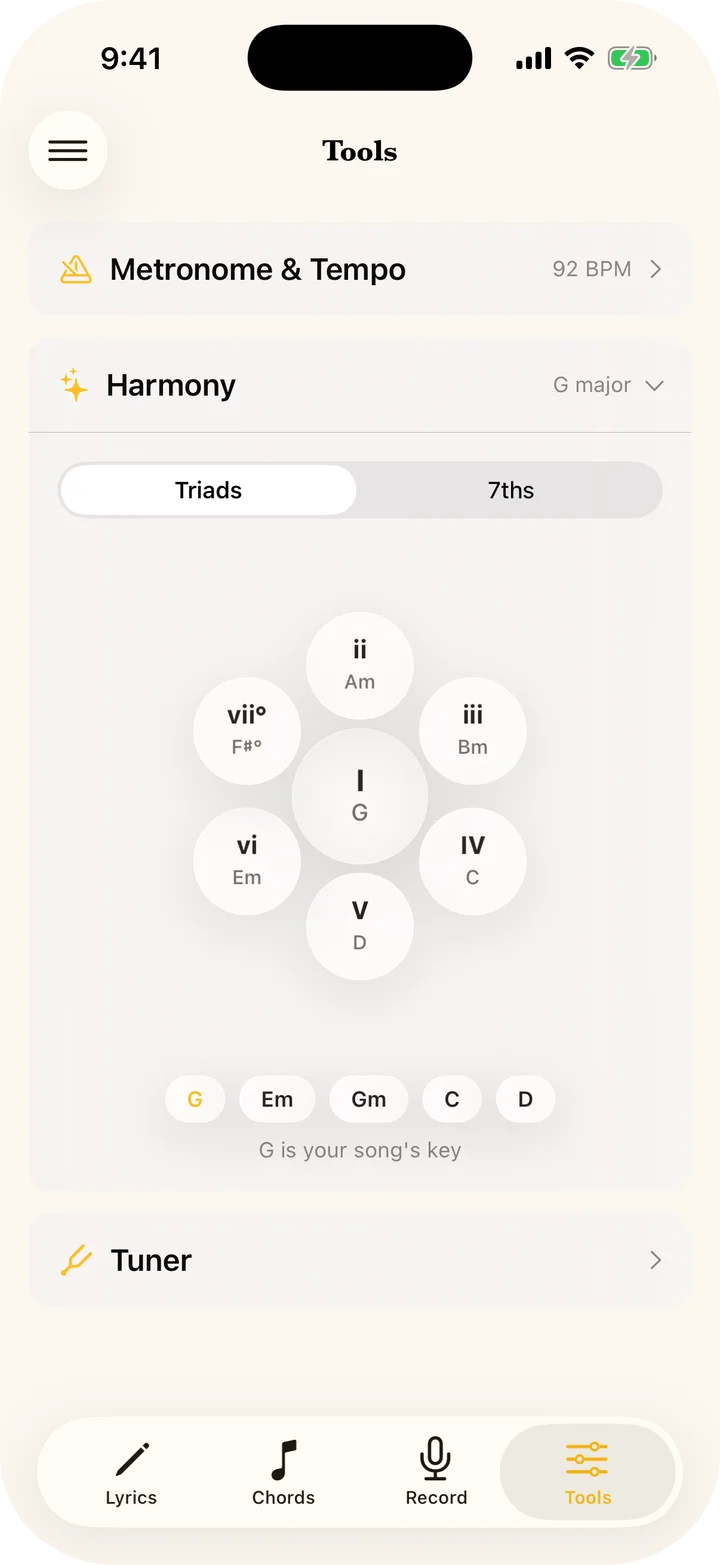 9:41
Tools
Metronome & Tempo 92 BPM
Harmony G major
Triads 7ths
ii
Am
vii° iii
F♯° Bm
I
G
vi IV
Em C
V
D
G Em Gm C D
G is your song's key
Tuner
Lyrics Chords Record Tools